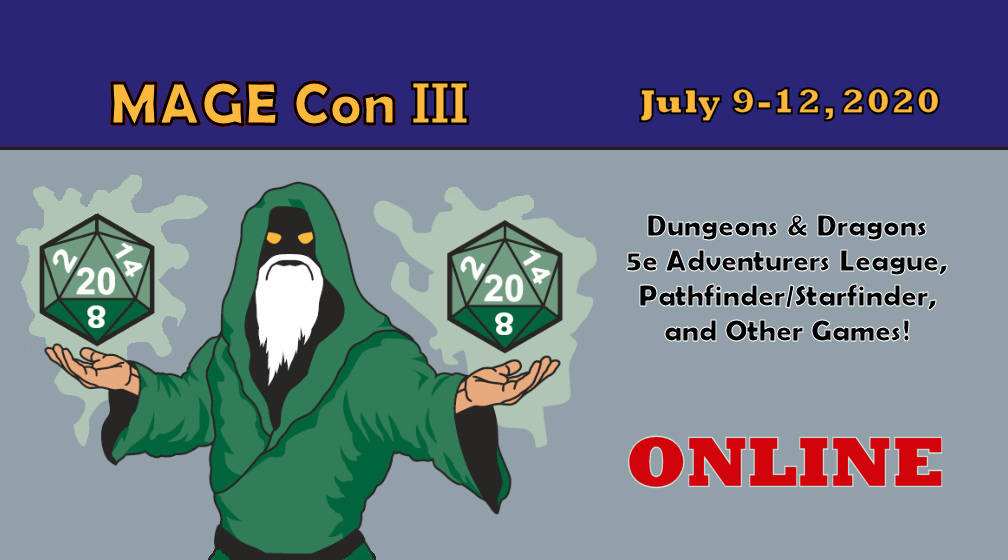 MAGE Con III
July 9-12, 2020
2
14
20
8
2
14
20
8
Dungeons & Dragons
5e Adventurers League,
Pathfinder/Starfinder,
and Other Games!
ONLINE